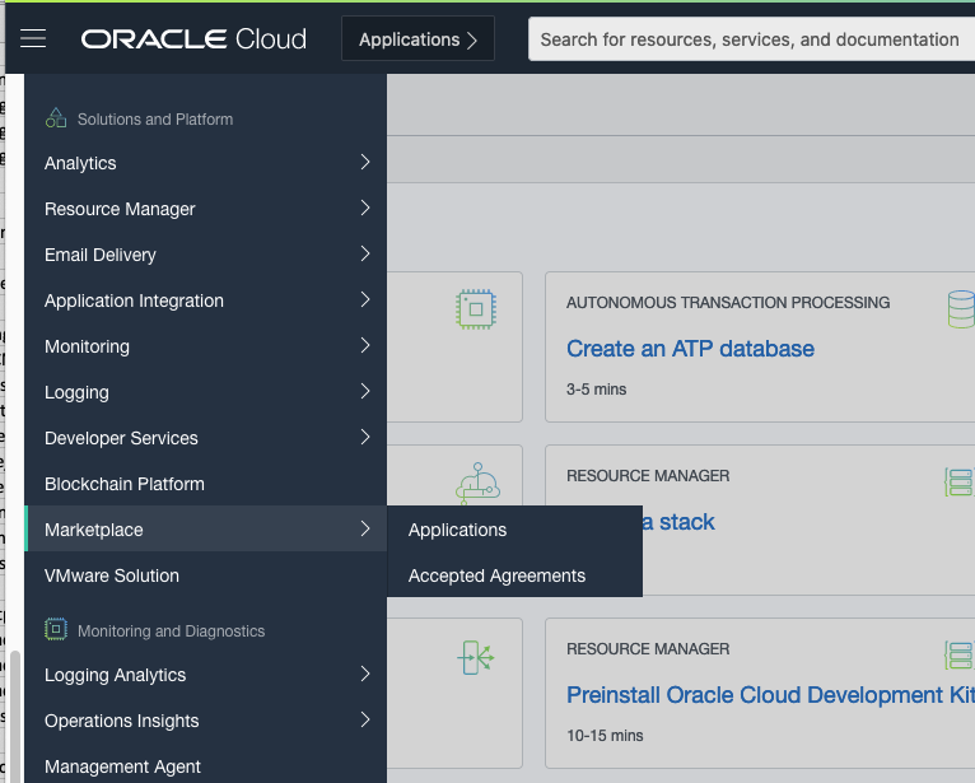 ORACLE Cloud
Applications
Search for resources, services, and documentation
Solutions and Platform
Analytics
Resource Manager
Email Delivery
Application Integration
Monitoring
Logging
Developer Services
Blockchain Platform
Marketplace
VMware Solution
Monitoring and Diagnostics
Logging Analytics
Operations Insights
Management Agent
Applications
Accepted Agreements
AUTONOMOUS TRANSACTION PROCESSING
Create an ATP database
3-5 mins
RESOURCE MANAGER
a stack
RESOURCE MANAGER
Preinstall Oracle Cloud Development Kit
10-15 mins